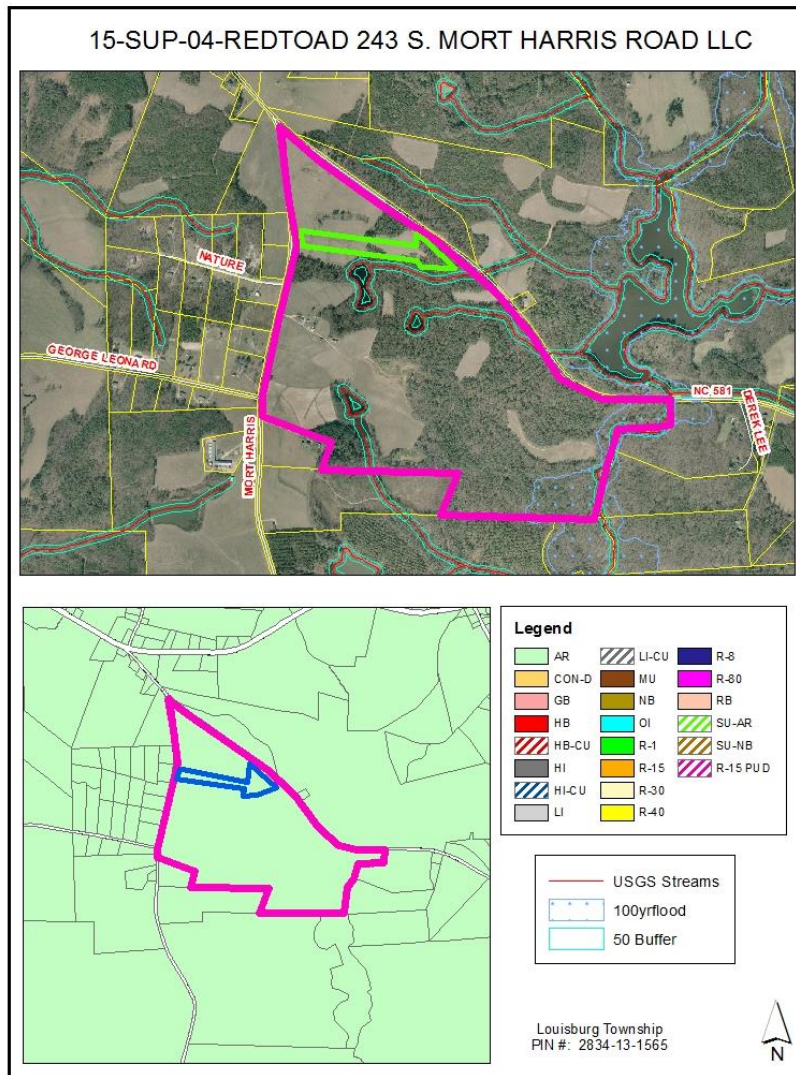 15-SUP-04-REDTOAD 243 S. MORT HARRIS ROAD LLC
NATURE
GEORGE LEONARD
MORT HARRIS
NC 581
DEREK LEE
Legend
AR
CON-D
GB
HB
HB-CU
HI
HI-CU
LI
LI-CU
MU
NB
OI
R-1
R-15
R-30
R-40
R-8
R-80
RB
SU-AR
SU-NB
R-15 PUD
USGS Streams
100yrflood
50 Buffer
Louisburg Township
PIN #: 2834-13-1565
N